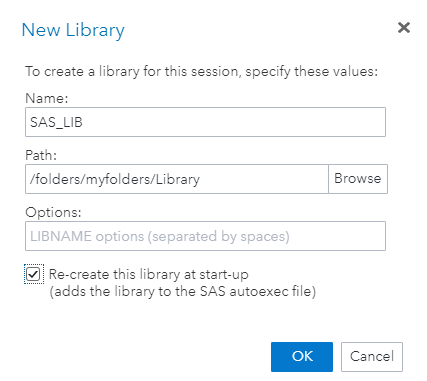 New Library
To create a library for this session, specify these values:
Name:
SAS_LIB
Path:
/folders/myfolders/Library
Browse
Options:
LIBNAME options (separated by spaces)
Re-create this library at start-up
(adds the library to the SAS autoexec file)
OK
Cancel